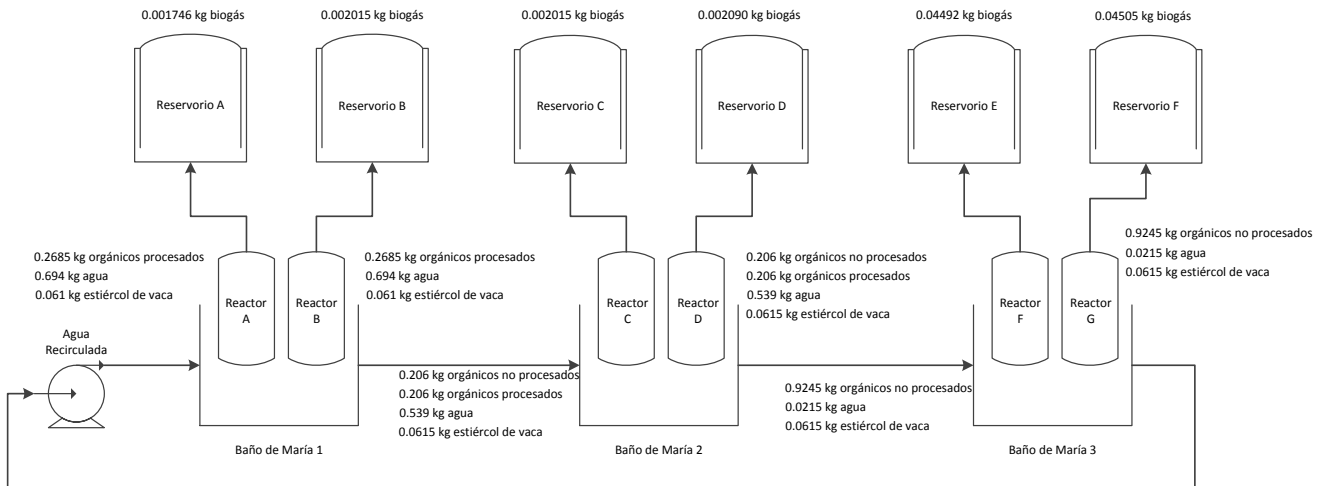 0.001746 kg biogás
0.002015 kg biogás
0.002015 kg biogás
0.002090 kg biogás
0.04492 kg biogás
0.04505 kg biogás
Reservorio A
Reservorio B
Reservorio C
Reservorio D
Reservorio E
Reservorio F
0.2685 kg orgánicos procesados
0.694 kg agua
0.061 kg estiércol de vaca
0.2685 kg orgánicos procesados
0.694 kg agua
0.061 kg estiércol de vaca
0.206 kg orgánicos no procesados
0.206 kg orgánicos procesados
0.539 kg agua
0.0615 kg estiércol de vaca
0.9245 kg orgánicos no procesados
0.0215 kg agua
0.0615 kg estiércol de vaca
Reactor
A
Reactor
B
Reactor
C
Reactor
D
Reactor
F
Reactor
G
Agua
Recirculada
0.206 kg orgánicos no procesados
0.206 kg orgánicos procesados
0.539 kg agua
0.0615 kg estiércol de vaca
0.9245 kg orgánicos no procesados
0.0215 kg agua
0.0615 kg estiércol de vaca
Baño de María 1
Baño de María 2
Baño de María 3